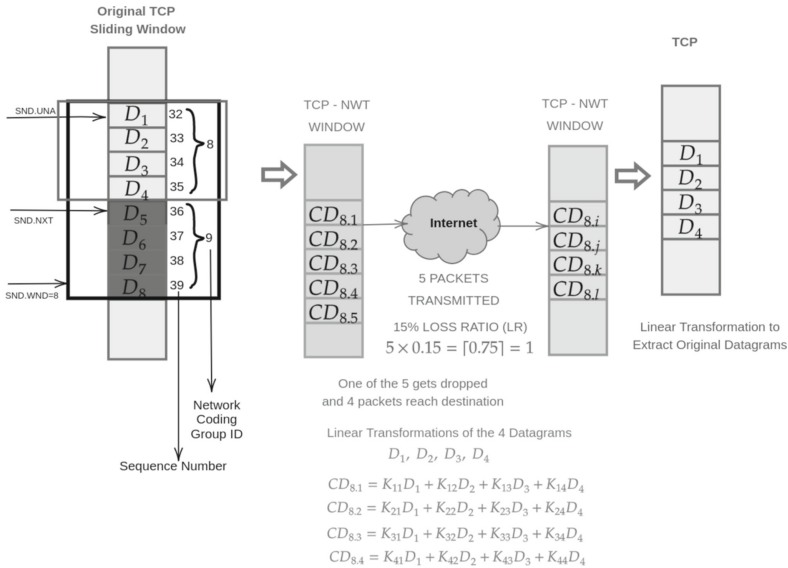 Original TCP
Sliding Window
SND.UNA
D1
D2
D3
D4
D5
D6
D7
D8
32
33
34
35
36
37
38
39
8
9
SND.NXT
SND.WND=8
Network
Coding
Group ID
Sequence Number
TCP - NWT
WINDOW
CD8.1
CD8.2
CD8.3
CD8.4
CD8.5
Internet
5 PACKETS
TRANSMITTED
15% LOSS RATIO (LR)
5 × 0.15 = ⌈0.75⌉ = 1
One of the 5 gets dropped
and 4 packets reach destination
Linear Transformations of the 4 Datagrams
D1, D2, D3, D4
CD8.1 = K11D1 + K12D2 + K13D3 + K14D4
CD8.2 = K21D1 + K22D2 + K23D3 + K24D4
CD8.3 = K31D1 + K32D2 + K33D3 + K34D4
CD8.4 = K41D1 + K42D2 + K43D3 + K44D4
TCP - NWT
WINDOW
CD8.i
CD8.j
CD8.k
CD8.l
TCP
D1
D2
D3
D4
Linear Transformation to
Extract Original Datagrams